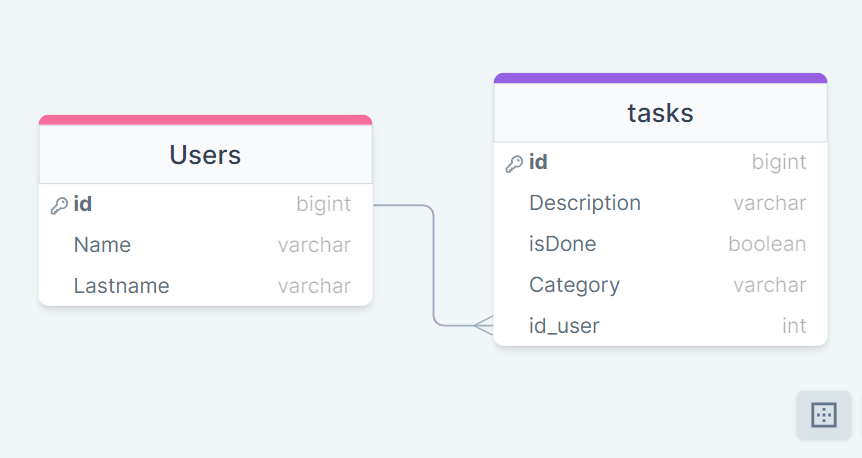 Users
id bigint
Name varchar
Lastname varchar
tasks
id bigint
Description varchar
isDone boolean
Category varchar
id_user int